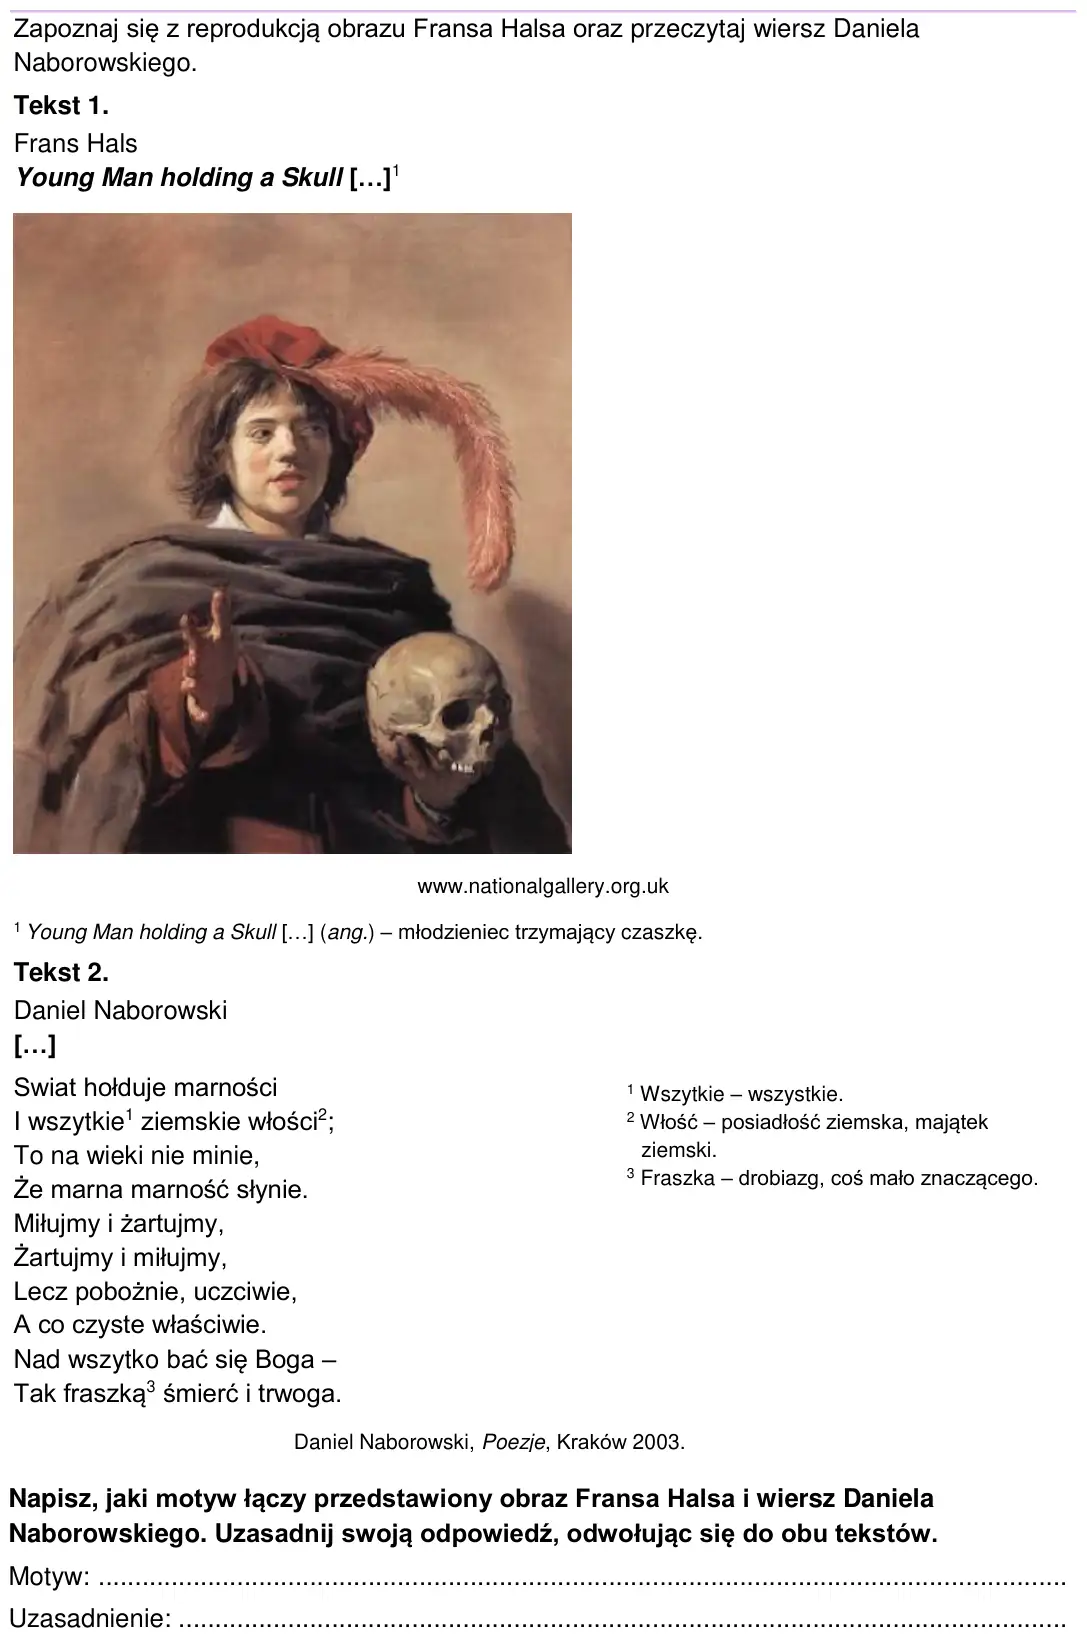 Zapoznaj się z reprodukcją obrazu Fransa Halsa oraz przeczytaj wiersz Daniela
Naborowskiego.
Tekst 1.
Frans Hals
Young Man holding a Skull […]¹
www.nationalgallery.org.uk
¹ Young Man holding a Skull […] (ang.) – młodzieniec trzymający czaszkę.
Tekst 2.
Daniel Naborowski
[…]
Swiat hołduje marności
I wszytkie¹ ziemskie włości²;
To na wieki nie minie,
Że marna marność słynie.
Miłujmy i żartujmy,
Żartujmy i miłujmy,
Lecz pobożnie, uczciwie,
A co czyste właściwie.
Nad wszytko bać się Boga –
Tak fraszką³ śmierć i trwoga.
¹ Wszytkie – wszystkie.
² Włość – posiadłość ziemska, majątek
ziemski.
³ Fraszka – drobiazg, coś mało znaczącego.
Daniel Naborowski, Poezje, Kraków 2003.
Napisz, jaki motyw łączy przedstawiony obraz Fransa Halsa i wiersz Daniela
Naborowskiego. Uzasadnij swoją odpowiedź, odwołując się do obu tekstów.
Motyw: ....................................................................................................................................
Uzasadnienie: .........................................................................................................................